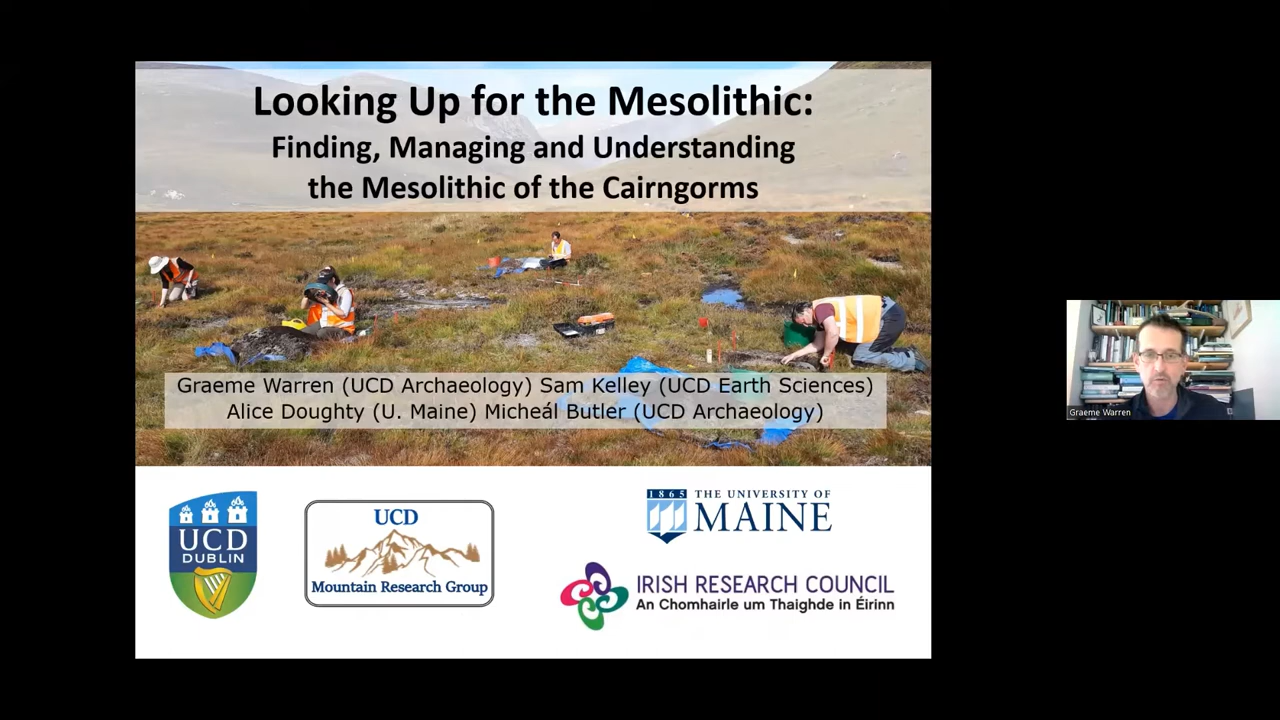 Looking Up for the Mesolithic:
Finding, Managing and Understanding
the Mesolithic of the Cairngorms
Graeme Warren (UCD Archaeology) Sam Kelley (UCD Earth Sciences)
Alice Doughty (U. Maine) Micheál Butler (UCD Archaeology)
Graeme Warren
UCD
DUBLIN
UCD
Mountain Research Group
1865 THE UNIVERSITY OF
MAINE
IRISH RESEARCH COUNCIL
An Chomhairle um Thaighde in Éirinn